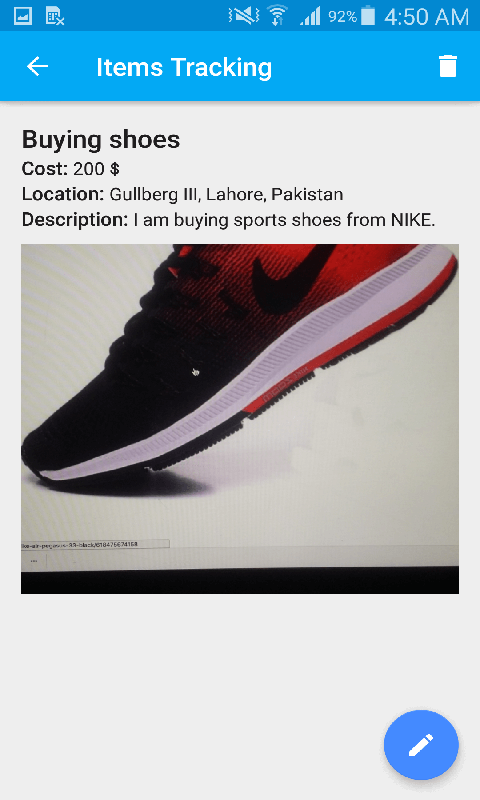 92% 4:50 AM
Items Tracking
Buying shoes
Cost: 200 $
Location: Gullberg III, Lahore, Pakistan
Description: I am buying sports shoes from NIKE.